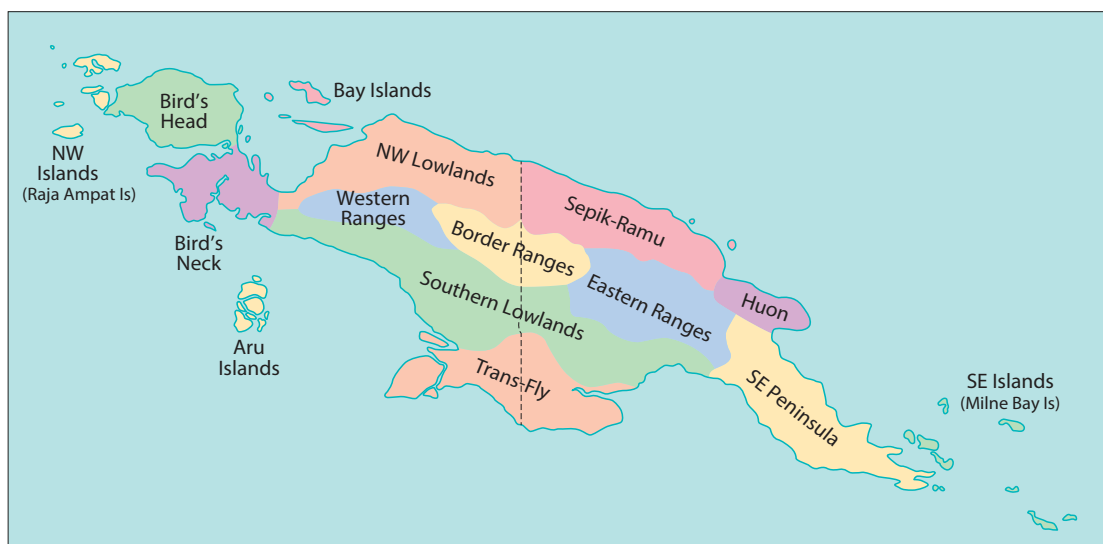 Bird's
Head
Bay Islands
NW
Islands
(Raja Ampat Is)
NW Lowlands
Western
Ranges
Sepik-Ramu
Bird's
Neck
Border Ranges
Southern Lowlands
Eastern Ranges
Huon
Aru
Islands
Trans-Fly
SE Peninsula
SE Islands
(Milne Bay Is)